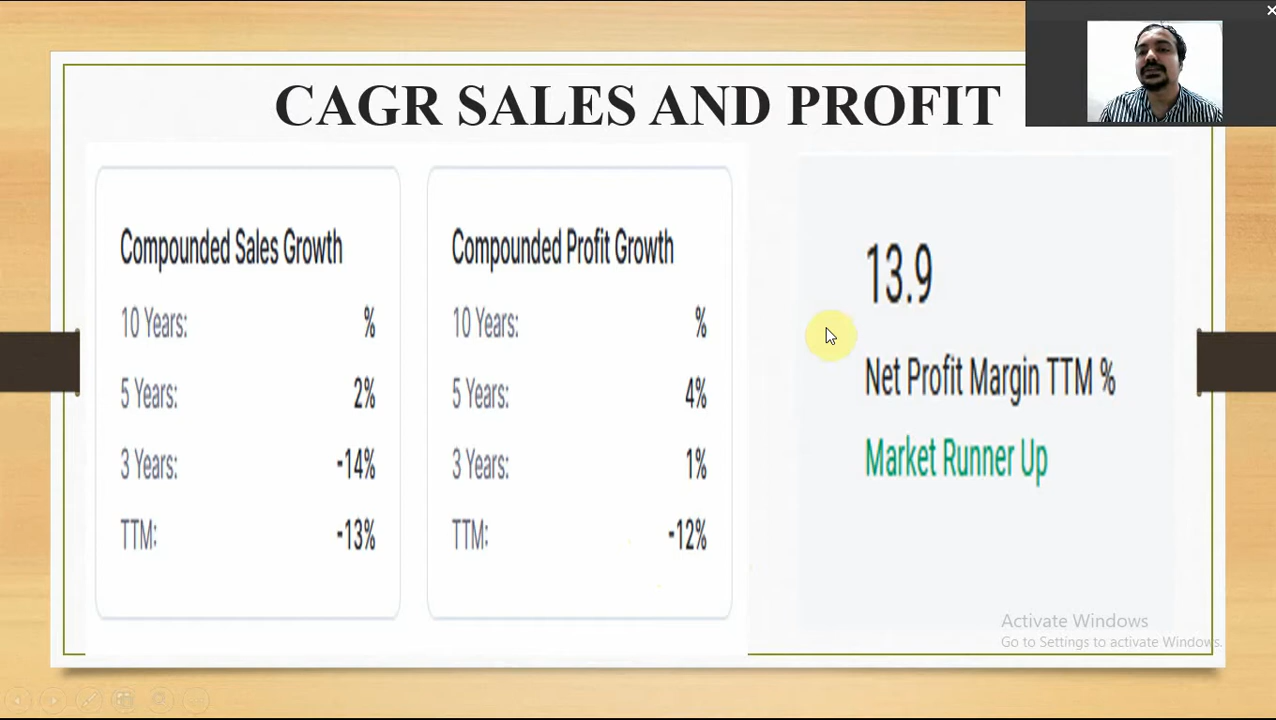 CAGR SALES AND PROFIT
Compounded Sales Growth
10 Years: %
5 Years: 2%
3 Years: -14%
TTM: -13%
Compounded Profit Growth
10 Years: %
5 Years: 4%
3 Years: 1%
TTM: -12%
13.9
Net Profit Margin TTM %
Market Runner Up
Activate Windows
Go to Settings to activate Windows.